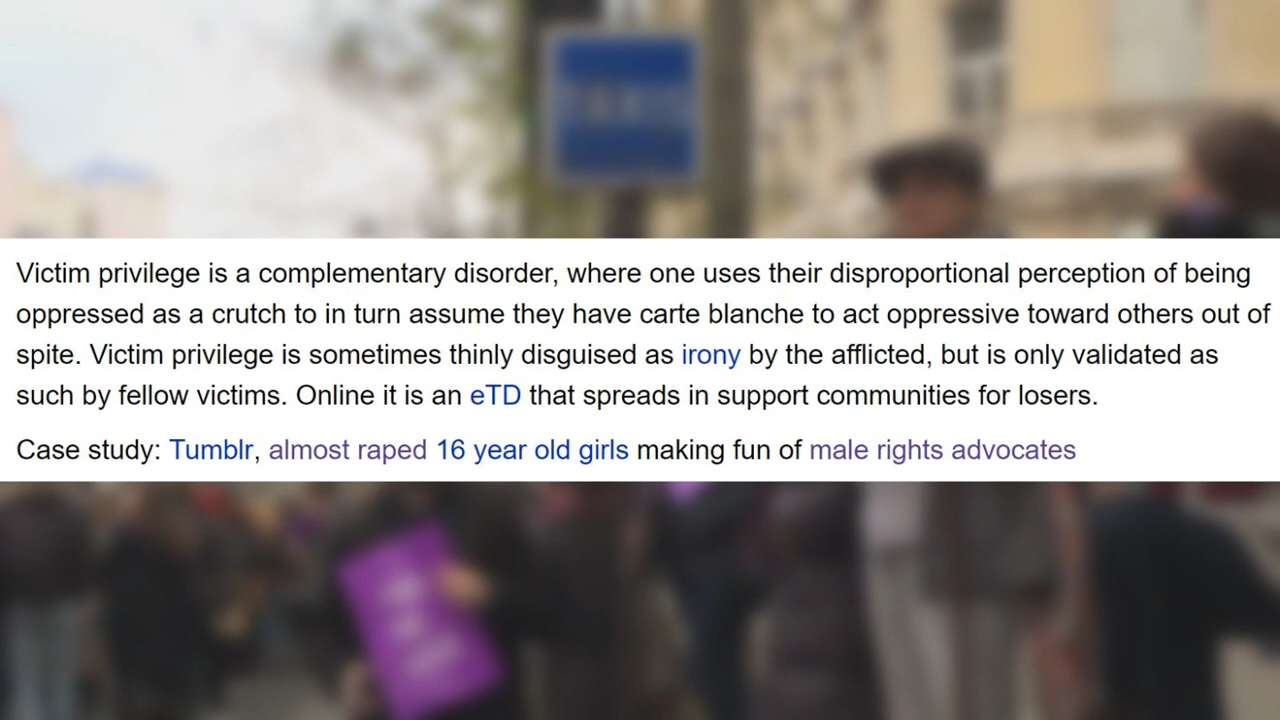 Victim privilege is a complementary disorder, where one uses their disproportional perception of being
oppressed as a crutch to in turn assume they have carte blanche to act oppressive toward others out of
spite. Victim privilege is sometimes thinly disguised as irony by the afflicted, but is only validated as
such by fellow victims. Online it is an eTD that spreads in support communities for losers.
Case study: Tumblr, almost raped 16 year old girls making fun of male rights advocates